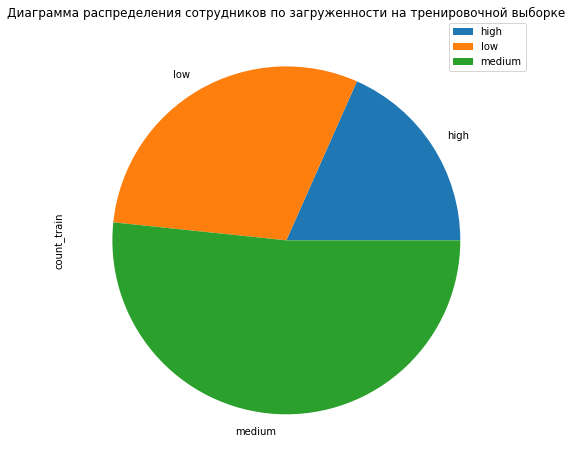 Диаграмма распределения сотрудников по загруженности на тренировочной выборке
high
low
medium
low
high
count_train
medium